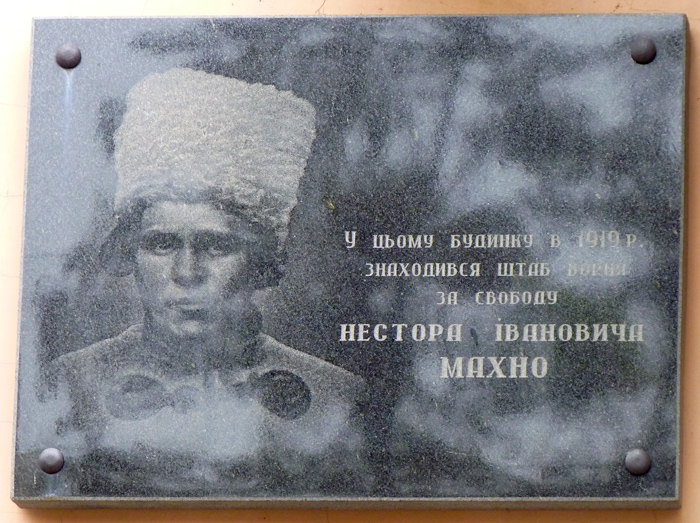 У ЦЬОМУ БУДИНКУ В 1919 Р.
ЗНАХОДИВСЯ ШТАБ БОРЦЯ
ЗА СВОБОДУ
НЕСТОРА ІВАНОВИЧА
МАХНО